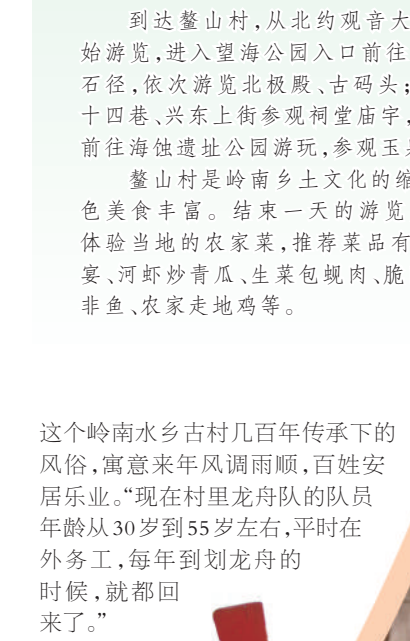 到达鳌山村,从北约观音大
始游览,进入望海公园入口前往
石径,依次游览北极殿、古码头;
十四巷、兴东上街参观祠堂庙宇,
前往海蚀遗址公园游玩,参观玉
鳌山村是岭南乡土文化的缩
色美食丰富。结束一天的游览
体验当地的农家菜,推荐菜品有
宴、河虾炒青瓜、生菜包蚬肉、脆
非鱼、农家走地鸡等。
这个岭南水乡古村几百年传承下的
风俗,寓意来年风调雨顺,百姓安
居乐业。“现在村里龙舟队的队员
年龄从30岁到55岁左右,平时在
外务工,每年到划龙舟的
时候,就都回
来了。”